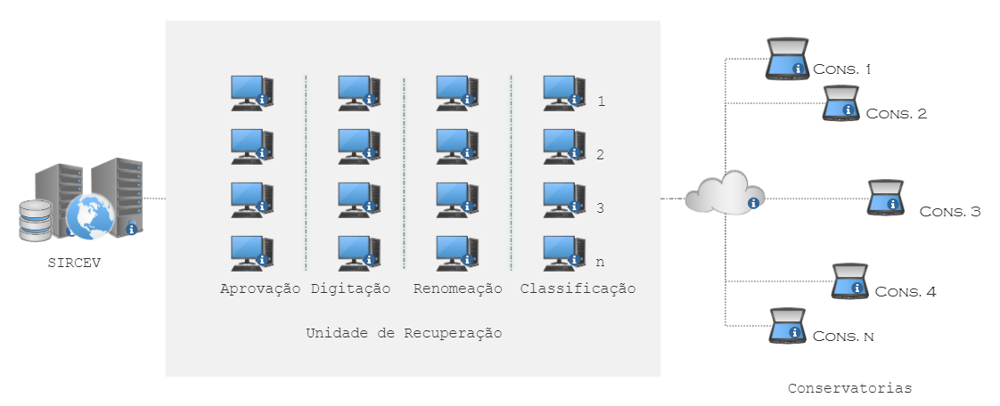 Cons. 1
1
Cons. 2
2
3
Cons. 3
SIRCEV
n
Aprovação Digitação Renomeação Classificação
Cons. 4
Unidade de Recuperação
Cons. n
Conservatorias